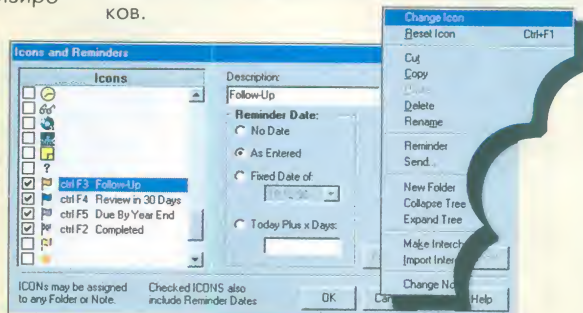 ков.
Icons and Reminders
Icons
?
ctrl F3 Follow-Up
ctrl F4 Review in 30 Days
ctrl F5 Due By Year End
ctrl F2 Completed
ICONs may be assigned
to any Folder or Note.
Checked ICONS also
include Reminder Dates
Description:
Follow-Up
Reminder Date:
No Date
As Entered
Fixed Date of
Today Plus x Days:
OK
Help
Change Icon
Reset Icon Ctrl+F1
Cut
Copy
Delete
Rename
Reminder
Send...
New Folder
Collapse Tree
Expand Tree
Make
Import
Change